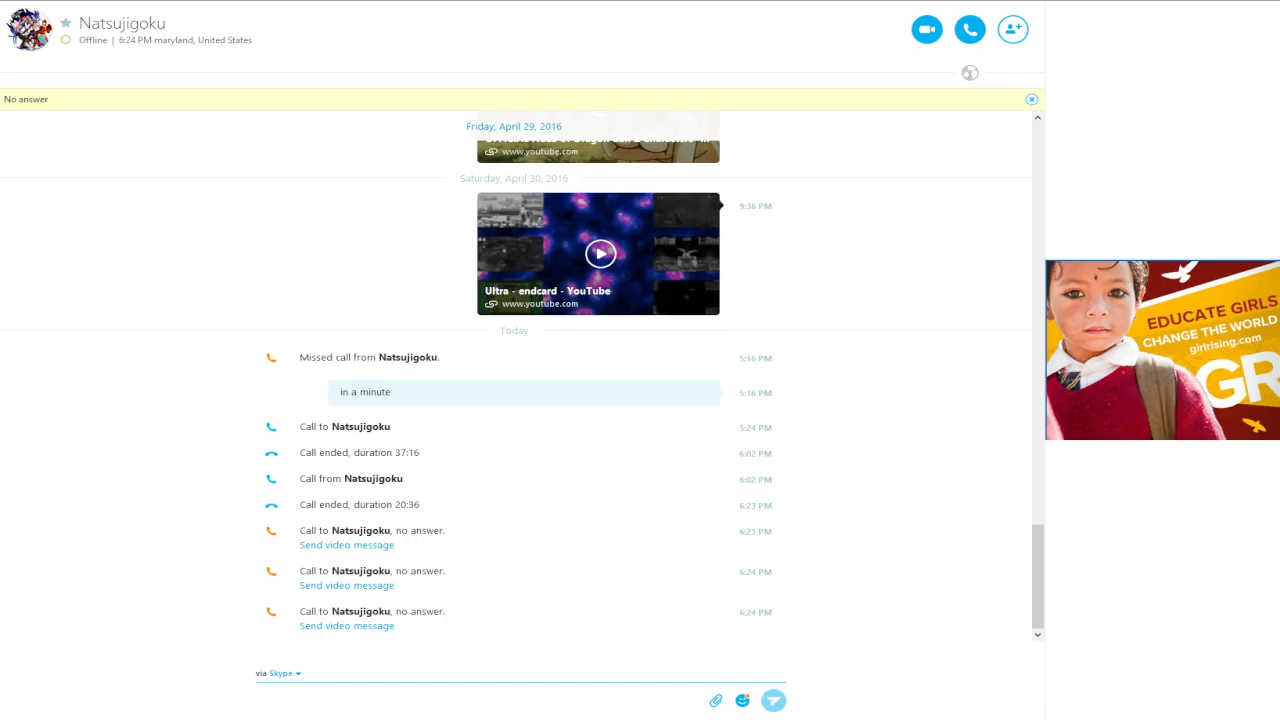 Natsujigoku
Offline | 6:24 PM maryland, United States
No answer
Friday, April 29, 2016
www.youtube.com
Saturday, April 30, 2016
9:36 PM
Ultra - endcard - YouTube
www.youtube.com
Today
Missed call from Natsujigoku. 5:16 PM
in a minute 5:16 PM
Call to Natsujigoku 5:24 PM
Call ended, duration 37:16 6:02 PM
Call from Natsujigoku 6:02 PM
Call ended, duration 20:36 6:23 PM
Call to Natsujigoku, no answer. 6:23 PM
Send video message
Call to Natsujigoku, no answer. 6:24 PM
Send video message
Call to Natsujigoku, no answer. 6:24 PM
Send video message
via Skype
EDUCATE GIRLS
CHANGE THE WORLD
girlrising.com
GR